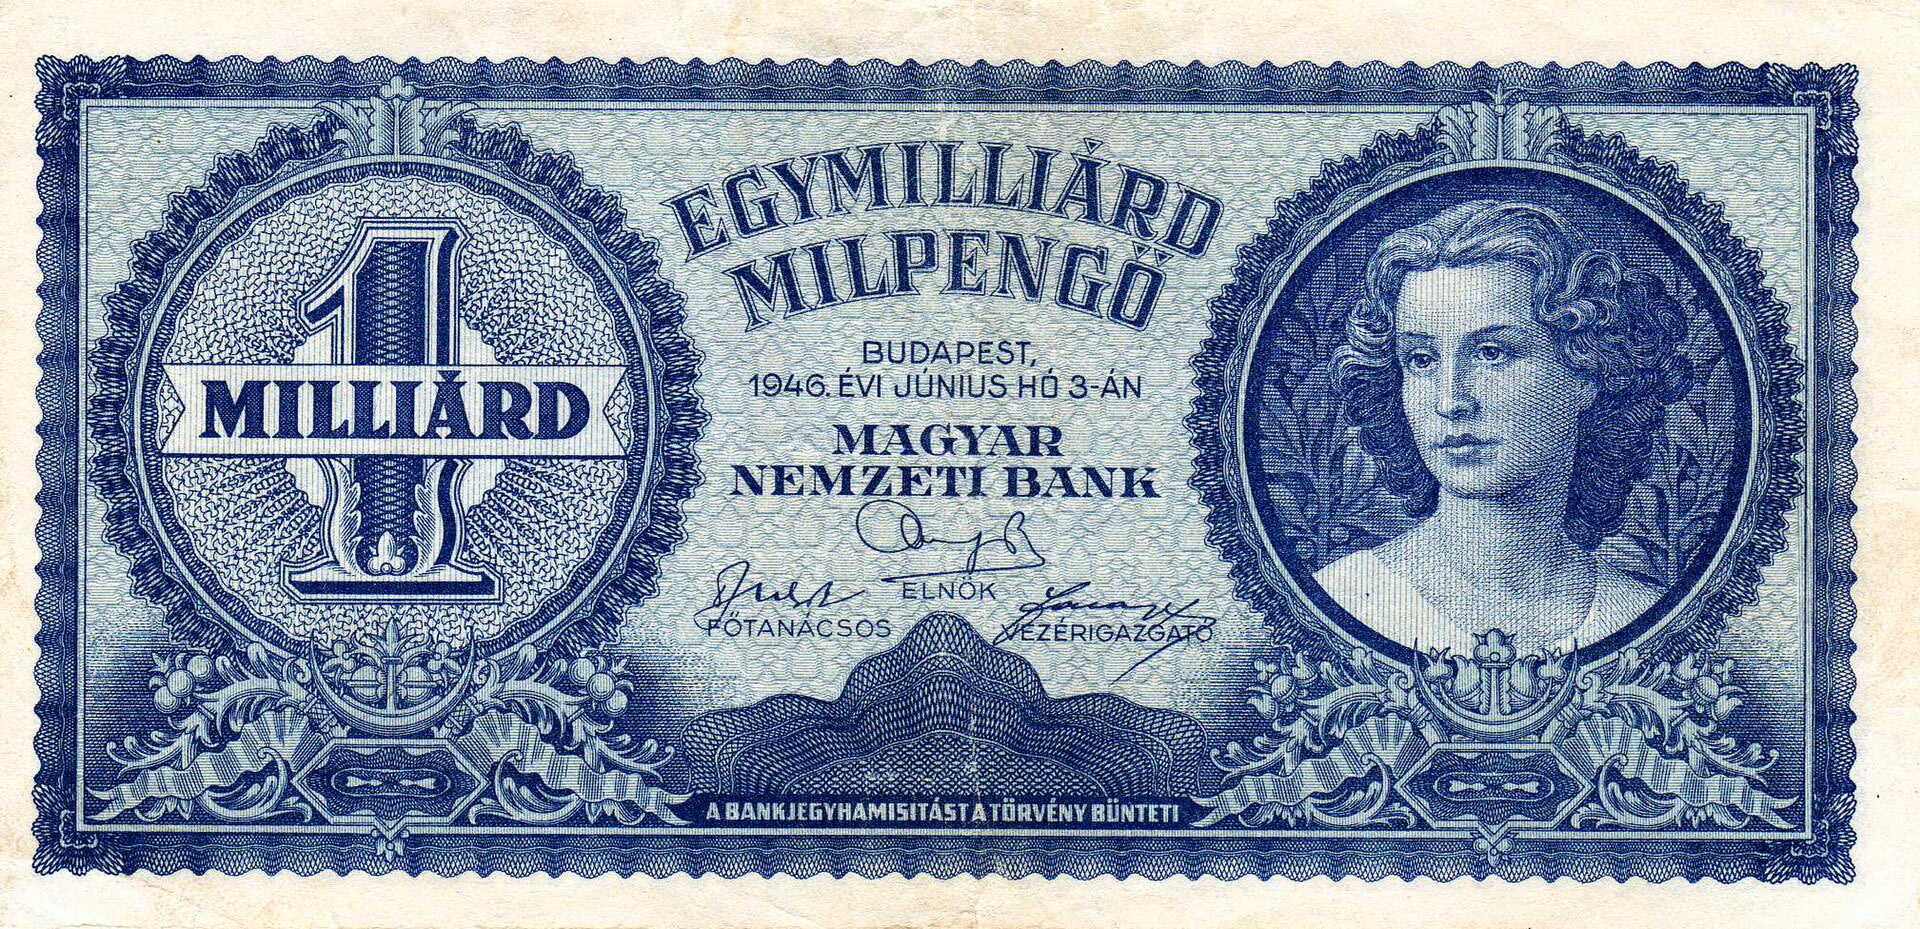 1
MILLIÁRD
EGYMILLIÁRD
MILPENGŐ
BUDAPEST,
1946. ÉVI JÚNIUS HÓ 3-ÁN
MAGYAR
NEMZETI BANK
ELNÖK
FŐTANÁCSOS
VEZÉRIGAZGATÓ
A BANKJEGYHAMISITÁST A TÖRVÉNY BÜNTETI